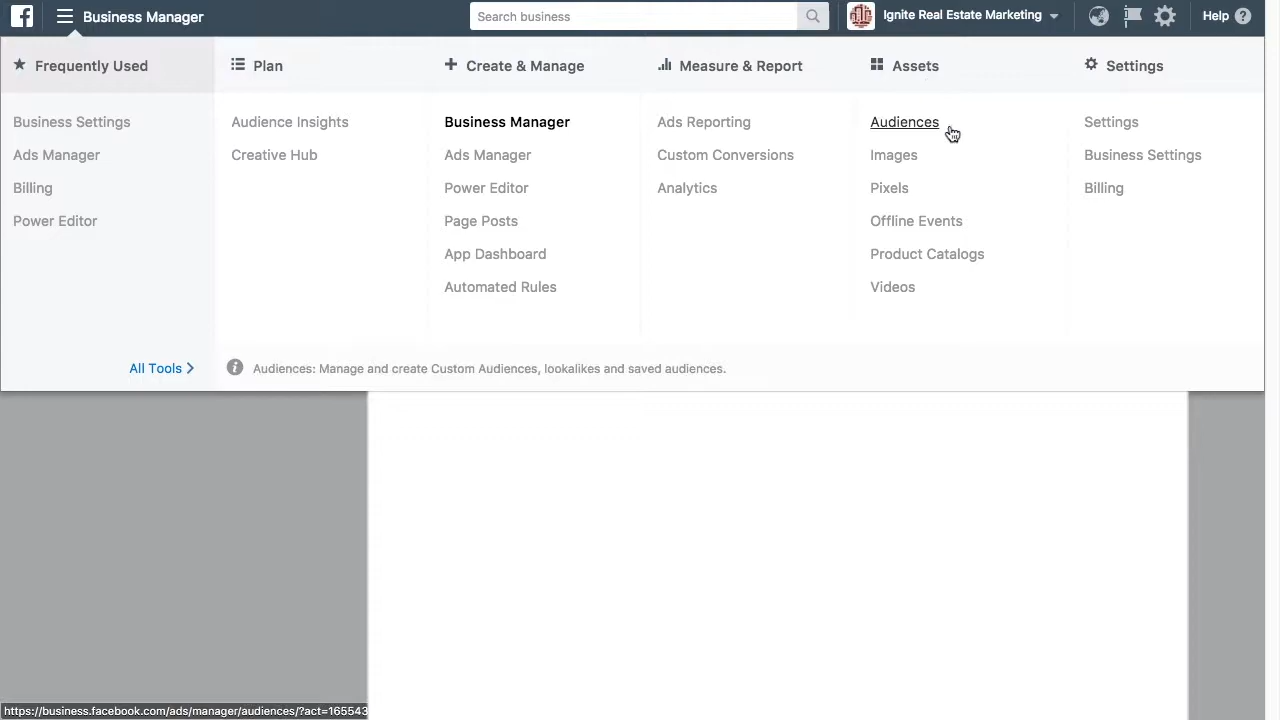 Business Manager
Search business
Ignite Real Estate Marketing
Help
Frequently Used
Business Settings
Ads Manager
Billing
Power Editor
All Tools
Plan
Audience Insights
Creative Hub
Create & Manage
Business Manager
Ads Manager
Power Editor
Page Posts
App Dashboard
Automated Rules
Measure & Report
Ads Reporting
Custom Conversions
Analytics
Assets
Audiences
Images
Pixels
Offline Events
Product Catalogs
Videos
Settings
Settings
Business Settings
Billing
Audiences: Manage and create Custom Audiences, lookalikes and saved audiences.
https://business.facebook.com/ads/manager/audiences/?act=165543